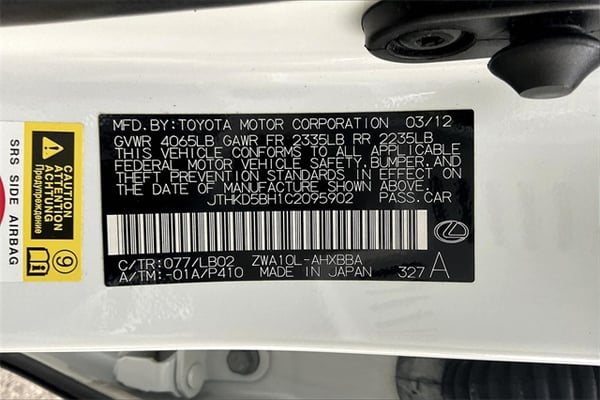 MFD. BY: TOYOTA MOTOR CORPORATION 03/12
GVWR 4065LB GAWR FR 2335LB RR 2235LB
THIS VEHICLE CONFORMS TO ALL APPLICABLE
FEDERAL MOTOR VEHICLE SAFETY, BUMPER, AND
THEFT PREVENTION STANDARDS IN EFFECT
ON THE DATE OF MANUFACTURE SHOWN ABOVE.
JTHKD5BH1C2095902 PASS. CAR
C/TR: 077/LB02 ZWA10L-AHXBBA
A/TM: -01A/P410 MADE IN JAPAN 327 A
SRS SIDE AIRBAG
CAUTION
ATTENTION
ACHTUNG
Предупреждение
9